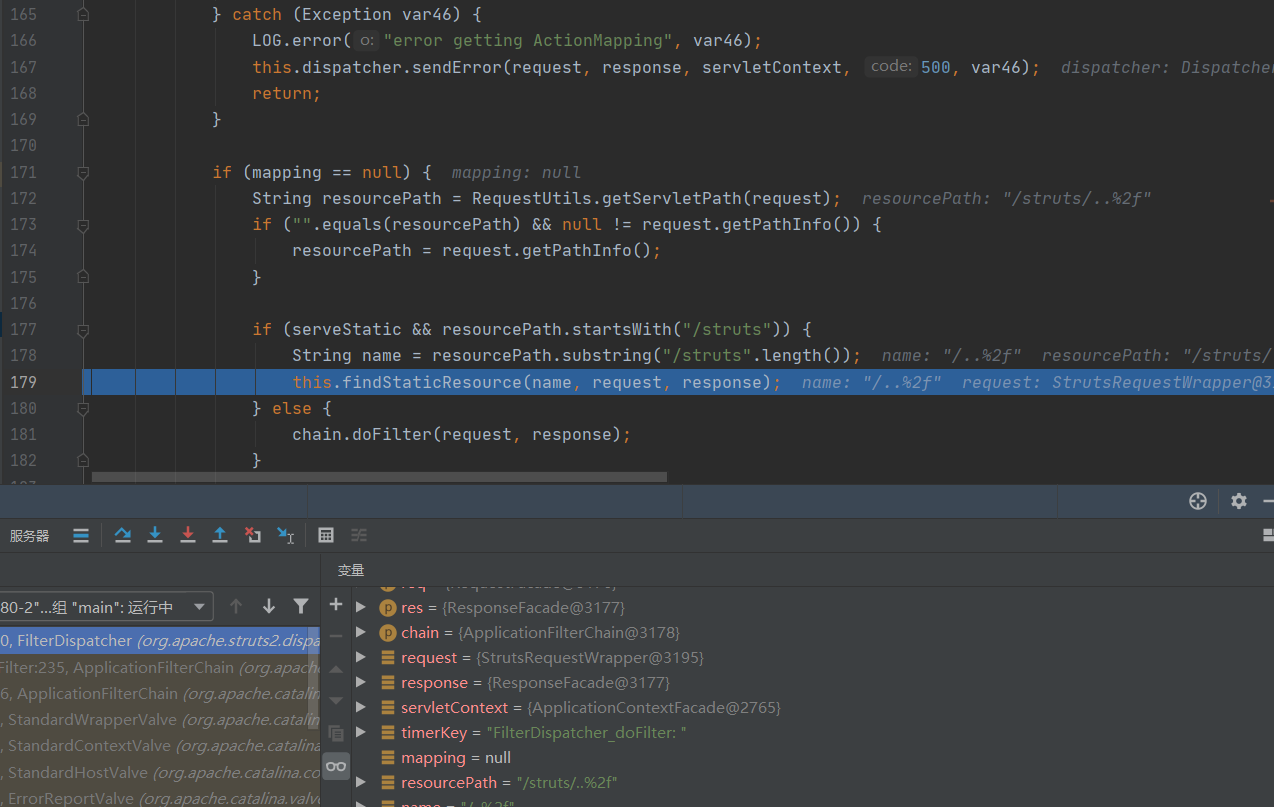 165 } catch (Exception var46) {
166 LOG.error( o: "error getting ActionMapping", var46);
167 this.dispatcher.sendError(request, response, servletContext, code: 500, var46); dispatcher: Dispatcher
168 return;
169 }
170
171 if (mapping == null) { mapping: null
172 String resourcePath = RequestUtils.getServletPath(request); resourcePath: "/struts/..%2f"
173 if ("".equals(resourcePath) && null != request.getPathInfo()) {
174 resourcePath = request.getPathInfo();
175 }
176
177 if (serveStatic && resourcePath.startsWith("/struts")) {
178 String name = resourcePath.substring("/struts".length()); name: "/..%2f" resourcePath: "/struts/
179 this.findStaticResource(name, request, response); name: "/..%2f" request: StrutsRequestWrapper@3
180 } else {
181 chain.doFilter(request, response);
182 }
服务器
变量
80-2"...组 "main": 运行中
res = {ResponseFacade@3177}
chain = {ApplicationFilterChain@3178}
request = {StrutsRequestWrapper@3195}
response = {ResponseFacade@3177}
servletContext = {ApplicationContextFacade@2765}
timerKey = "FilterDispatcher_doFilter: "
mapping = null
resourcePath = "/struts/..%2f"
0, FilterDispatcher (org.apache.struts2.dispa
Filter:235, ApplicationFilterChain (org.apach
6, ApplicationFilterChain (org.apache.catalin
, StandardWrapperValve (org.apache.catalin
, StandardContextValve (org.apache.catalina
, StandardHostValve (org.apache.catalina.co
, ErrorReportValve (org.apache.catalina.valv